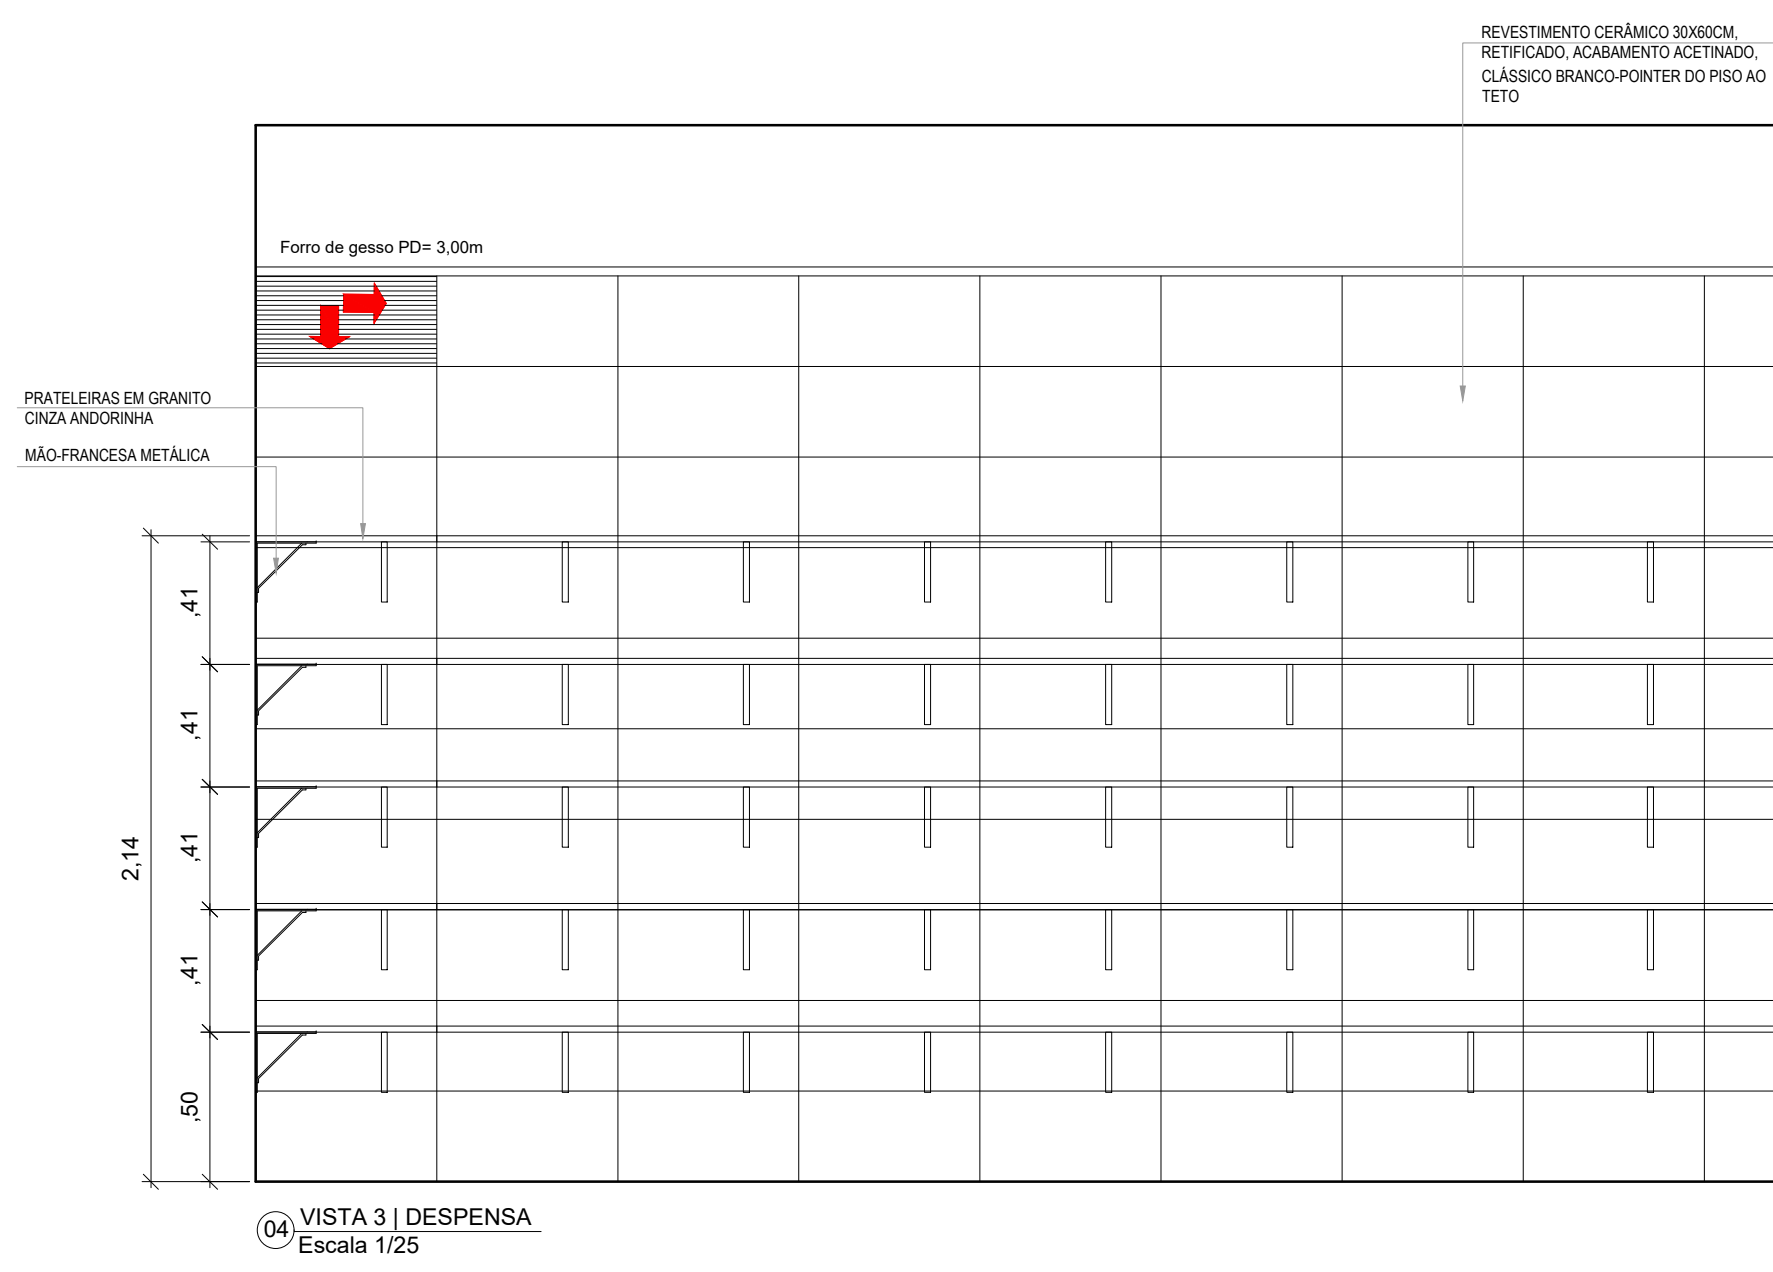 REVESTIMENTO CERÂMICO 30X60CM,
RETIFICADO, ACABAMENTO ACETINADO,
CLÁSSICO BRANCO-POINTER DO PISO AO
TETO
Forro de gesso PD= 3,00m
PRATELEIRAS EM GRANITO
CINZA ANDORINHA
MÃO-FRANCESA METÁLICA
,41
,41
2,14
,41
,41
,50
04
VISTA 3 | DESPENSA
Escala 1/25